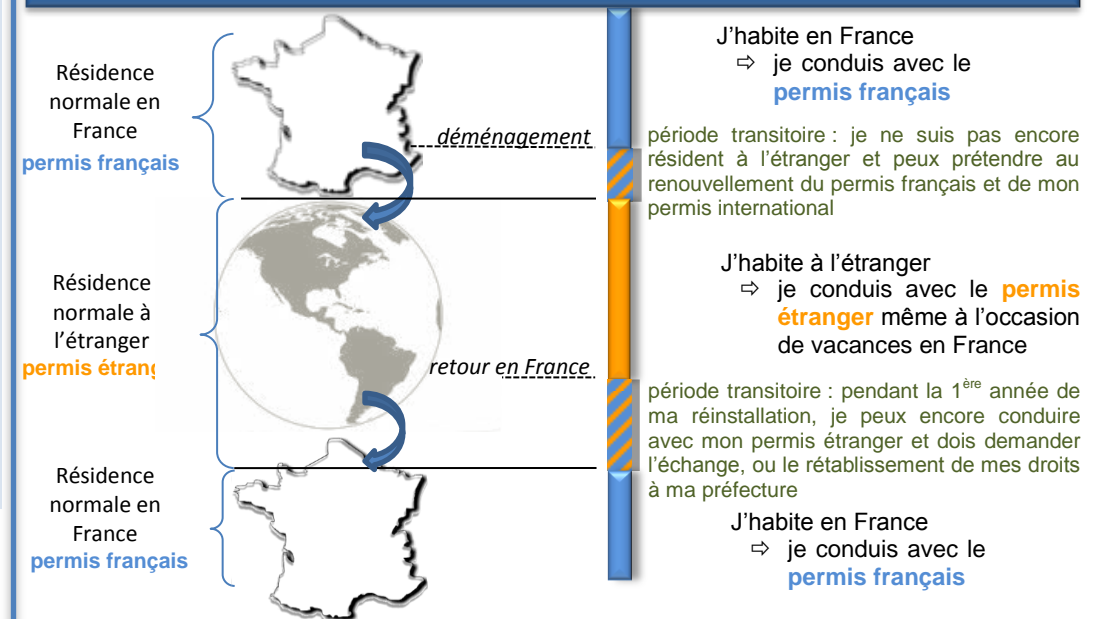 Résidence
normale en
France
permis français
déménagement
J’habite en France
⇨ je conduis avec le
permis français
période transitoire : je ne suis pas encore
résident à l’étranger et peux prétendre au
renouvellement du permis français et de mon
permis international
Résidence
normale à
l’étranger
permis étrang
retour en France
J’habite à l’étranger
⇨ je conduis avec le permis
étranger même à l’occasion
de vacances en France
période transitoire : pendant la 1ère année de
ma réinstallation, je peux encore conduire
avec mon permis étranger et dois demander
l’échange, ou le rétablissement de mes droits
à ma préfecture
Résidence
normale en
France
permis français
J’habite en France
⇨ je conduis avec le
permis français